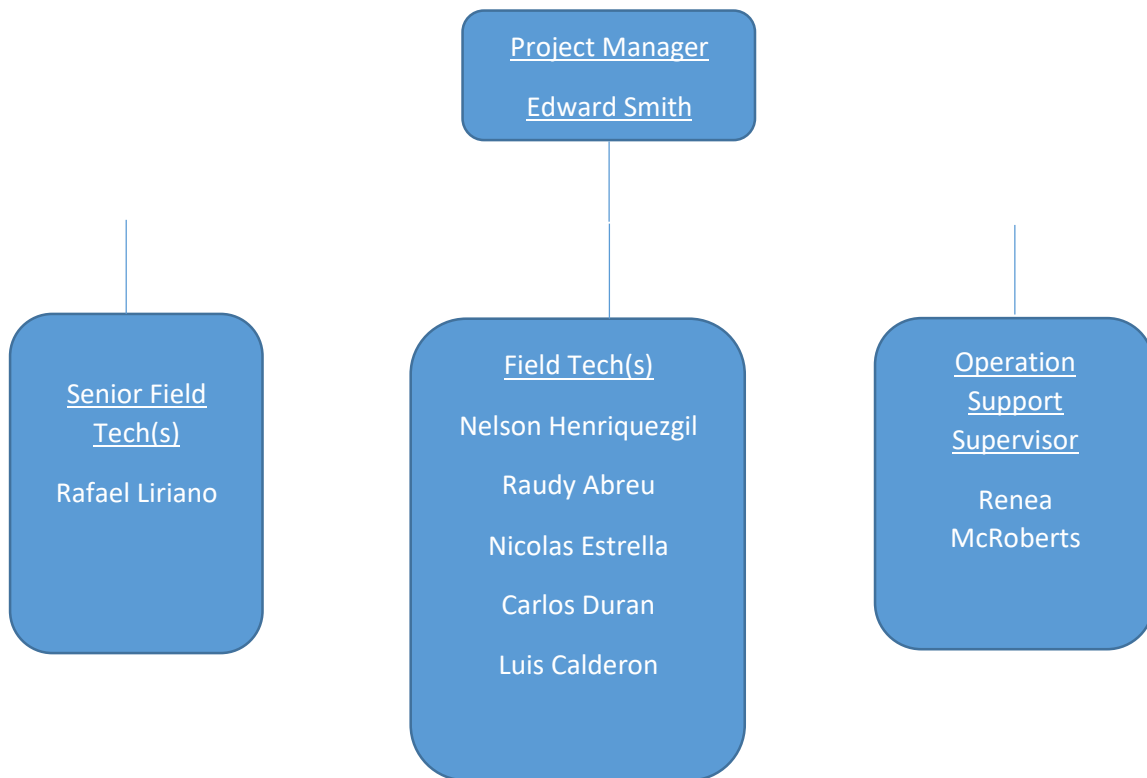 Project Manager
Edward Smith
Senior Field
Tech(s)
Rafael Liriano
Field Tech(s)
Nelson Henriquezgil
Raudy Abreu
Nicolas Estrella
Carlos Duran
Luis Calderon
Operation
Support
Supervisor
Renea
McRoberts